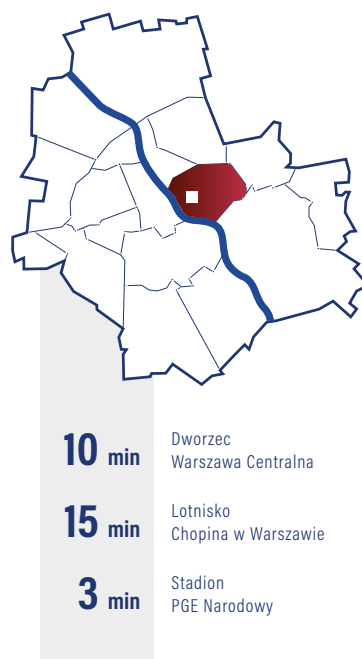 10 min
Dworzec
Warszawa Centralna
15 min
Lotnisko
Chopina w Warszawie
3 min
Stadion
PGE Narodowy